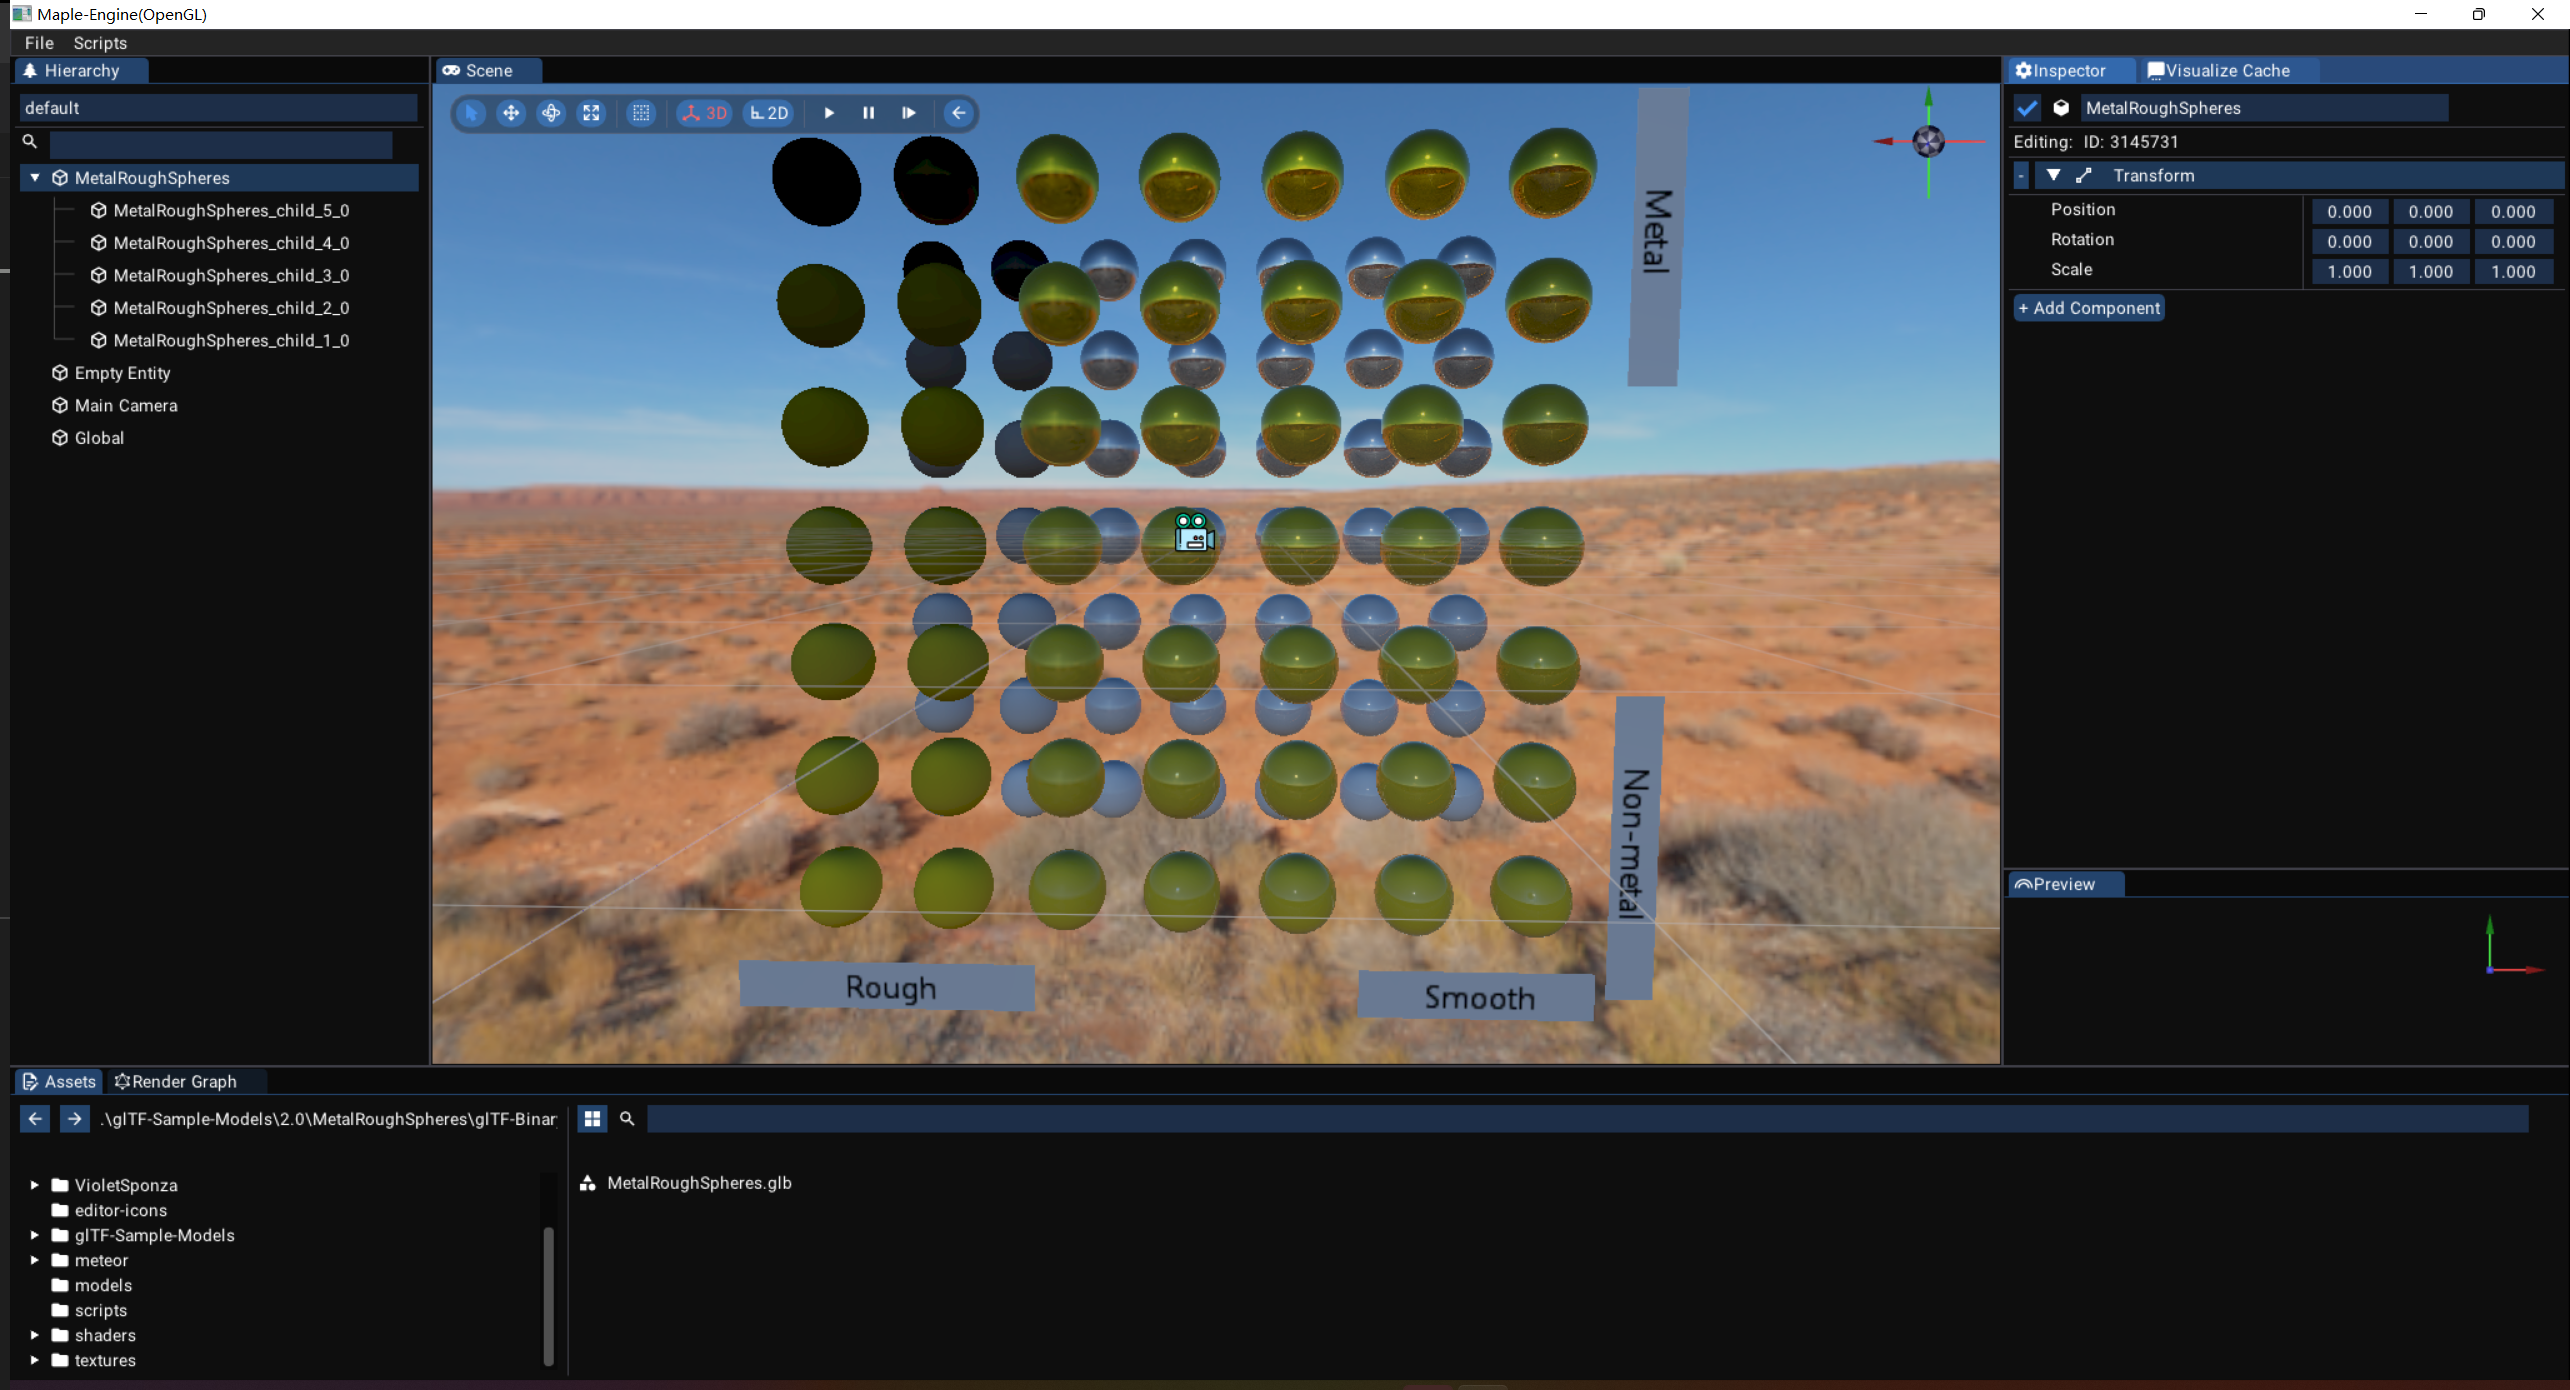 Maple-Engine(OpenGL)
File Scripts
Hierarchy
default
MetalRoughSpheres
MetalRoughSpheres_child_5_0
MetalRoughSpheres_child_4_0
MetalRoughSpheres_child_3_0
MetalRoughSpheres_child_2_0
MetalRoughSpheres_child_1_0
Empty Entity
Main Camera
Global
Scene
3D 2D
Metal
Non-metal
Rough
Smooth
Inspector Visualize Cache
MetalRoughSpheres
Editing: ID: 3145731
- Transform
Position 0.000 0.000 0.000
Rotation 0.000 0.000 0.000
Scale 1.000 1.000 1.000
+ Add Component
Preview
Assets Render Graph
.\glTF-Sample-Models\2.0\MetalRoughSpheres\glTF-Binar
VioletSponza
editor-icons
glTF-Sample-Models
meteor
models
scripts
shaders
textures
MetalRoughSpheres.glb